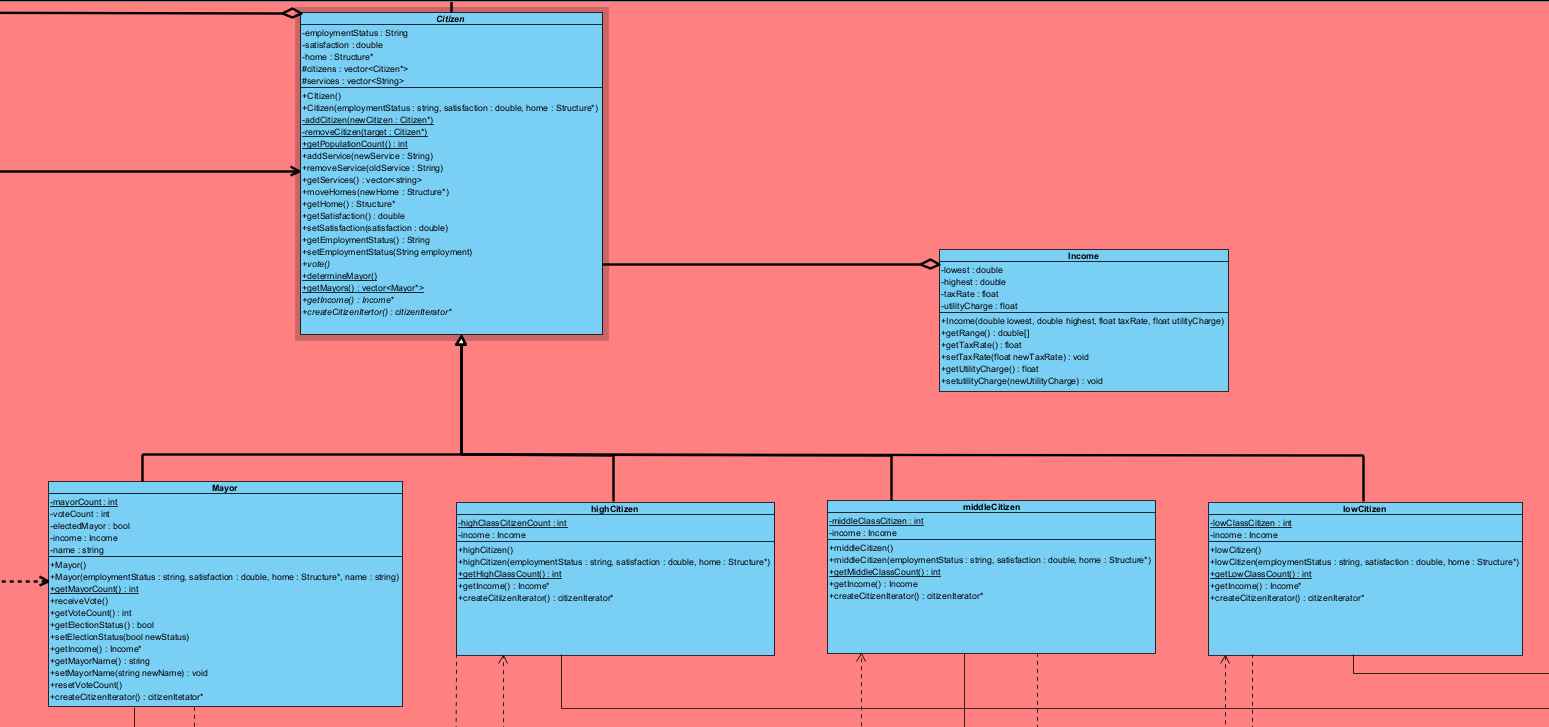 Citizen
-employmentStatus : String
-satisfaction : double
-home : Structure*
#citizens : vector<Citizen*>
#services : vector<String>
+CItizen()
+Citizen(employmentStatus : string, satisfaction : double, home : Structure*)
-addCitizen(newCitizen : Citizen*)
-removeCitizen(target : Citizen*)
+getPopulationCount() : int
+addService(newService : String)
+removeService(oldService : String)
+getServices() : vector<string>
+moveHomes(newHome : Structure*)
+getHome() : Structure*
+getSatisfaction() : double
+setSatisfaction(satisfaction : double)
+getEmploymentStatus() : String
+setEmploymentStatus(String employment)
+vote()
+determineMayor()
+getMayors() : vector<Mayor*>
+getIncome() : Income*
+createCitizenItertor() : citizenIterator*
Income
-lowest : double
-highest : double
-taxRate : float
-utilityCharge : float
+Income(double lowest, double highest, float taxRate, float utilityCharge)
+getRange() : double[]
+getTaxRate() : float
+setTaxRate(float newTaxRate) : void
+getUtilityCharge() : float
+setutilityCharge(newUtilityCharge) : void
Mayor
-mayorCount : int
-voteCount : int
-electedMayor : bool
-income : Income
-name : string
+Mayor()
+Mayor(employmentStatus : string, satisfaction : double, home : Structure*, name : string)
+getMayorCount() : int
+receiveVote()
+getVoteCount() : int
+getElectionStatus() : bool
+setElectionStatus(bool newStatus)
+getIncome() : Income*
+getMayorName() : string
+setMayorName(string newName) : void
+resetVoteCount()
+createCitizenIterator() : citizenItetator*
highCitizen
-highClassCitizenCount : int
-income : Income
+highCitizen()
+highCitizen(employmentStatus : string, satisfaction : double, home : Structure*)
+getHighClassCount() : int
+getIncome() : Income*
+createCitiizenIterator() : citizenIterator*
middleCitizen
-middleClassCitizen : int
-income : Income
+middleCitizen()
+middleCitizen(employmentStatus : string, satisfaction : double, home : Structure*)
+getMiddleClassCount() : int
+getIncome() : Income
+createCitizenIterator() : citizenIterator*
lowCitizen
-lowClassCitizen : int
-income : Income
+lowCitizen()
+lowCitizen(employmentStatus : string, satisfaction : double, home : Structure*)
+getLowClassCount() : int
+getIncome() : Income*
+createCitizenIterator() : citizenIterator*